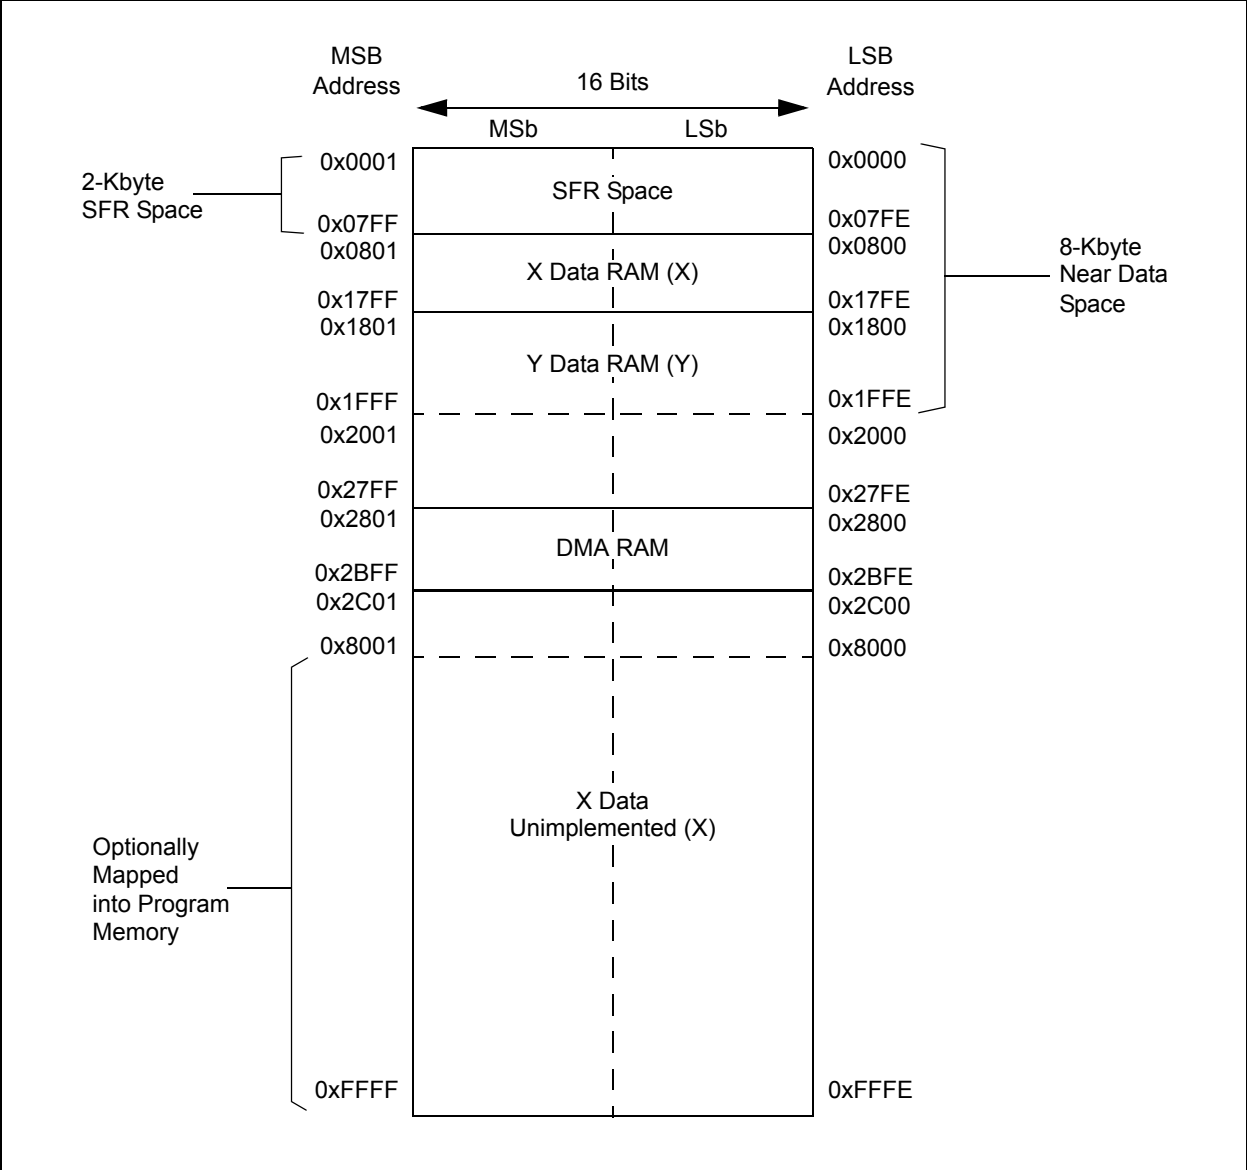 MSB
Address
LSB
Address
16 Bits
MSb
LSb
0x0001
0x0000
2-Kbyte
SFR Space
SFR Space
0x07FF
0x07FE
0x0801
0x0800
8-Kbyte
Near Data
Space
X Data RAM (X)
0x17FF
0x17FE
0x1801
0x1800
Y Data RAM (Y)
0x1FFF
0x1FFE
0x2001
0x2000
0x27FF
0x27FE
0x2801
0x2800
DMA RAM
0x2BFF
0x2BFE
0x2C01
0x2C00
0x8001
0x8000
X Data
Unimplemented (X)
Optionally
Mapped
into Program
Memory
0xFFFF
0xFFFE